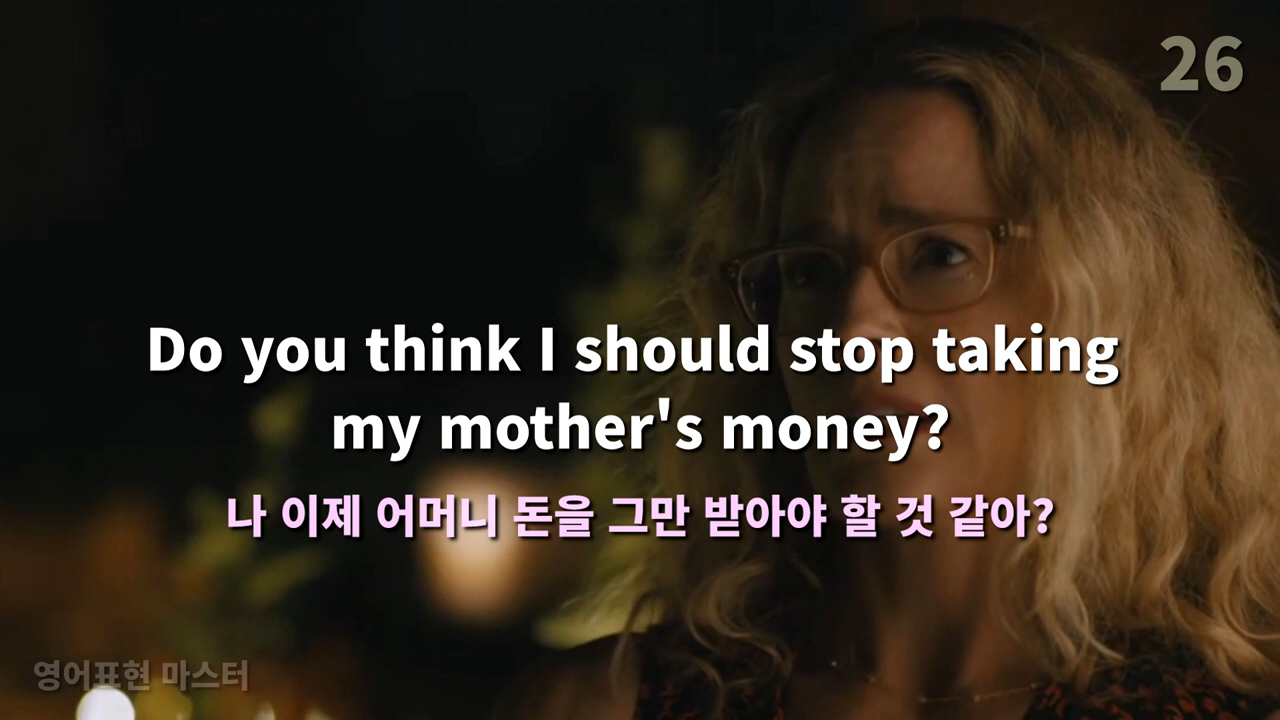 26
Do you think I should stop taking
my mother's money?
나 이제 어머니 돈을 그만 받아야 할 것 같아?
영어표현 마스터